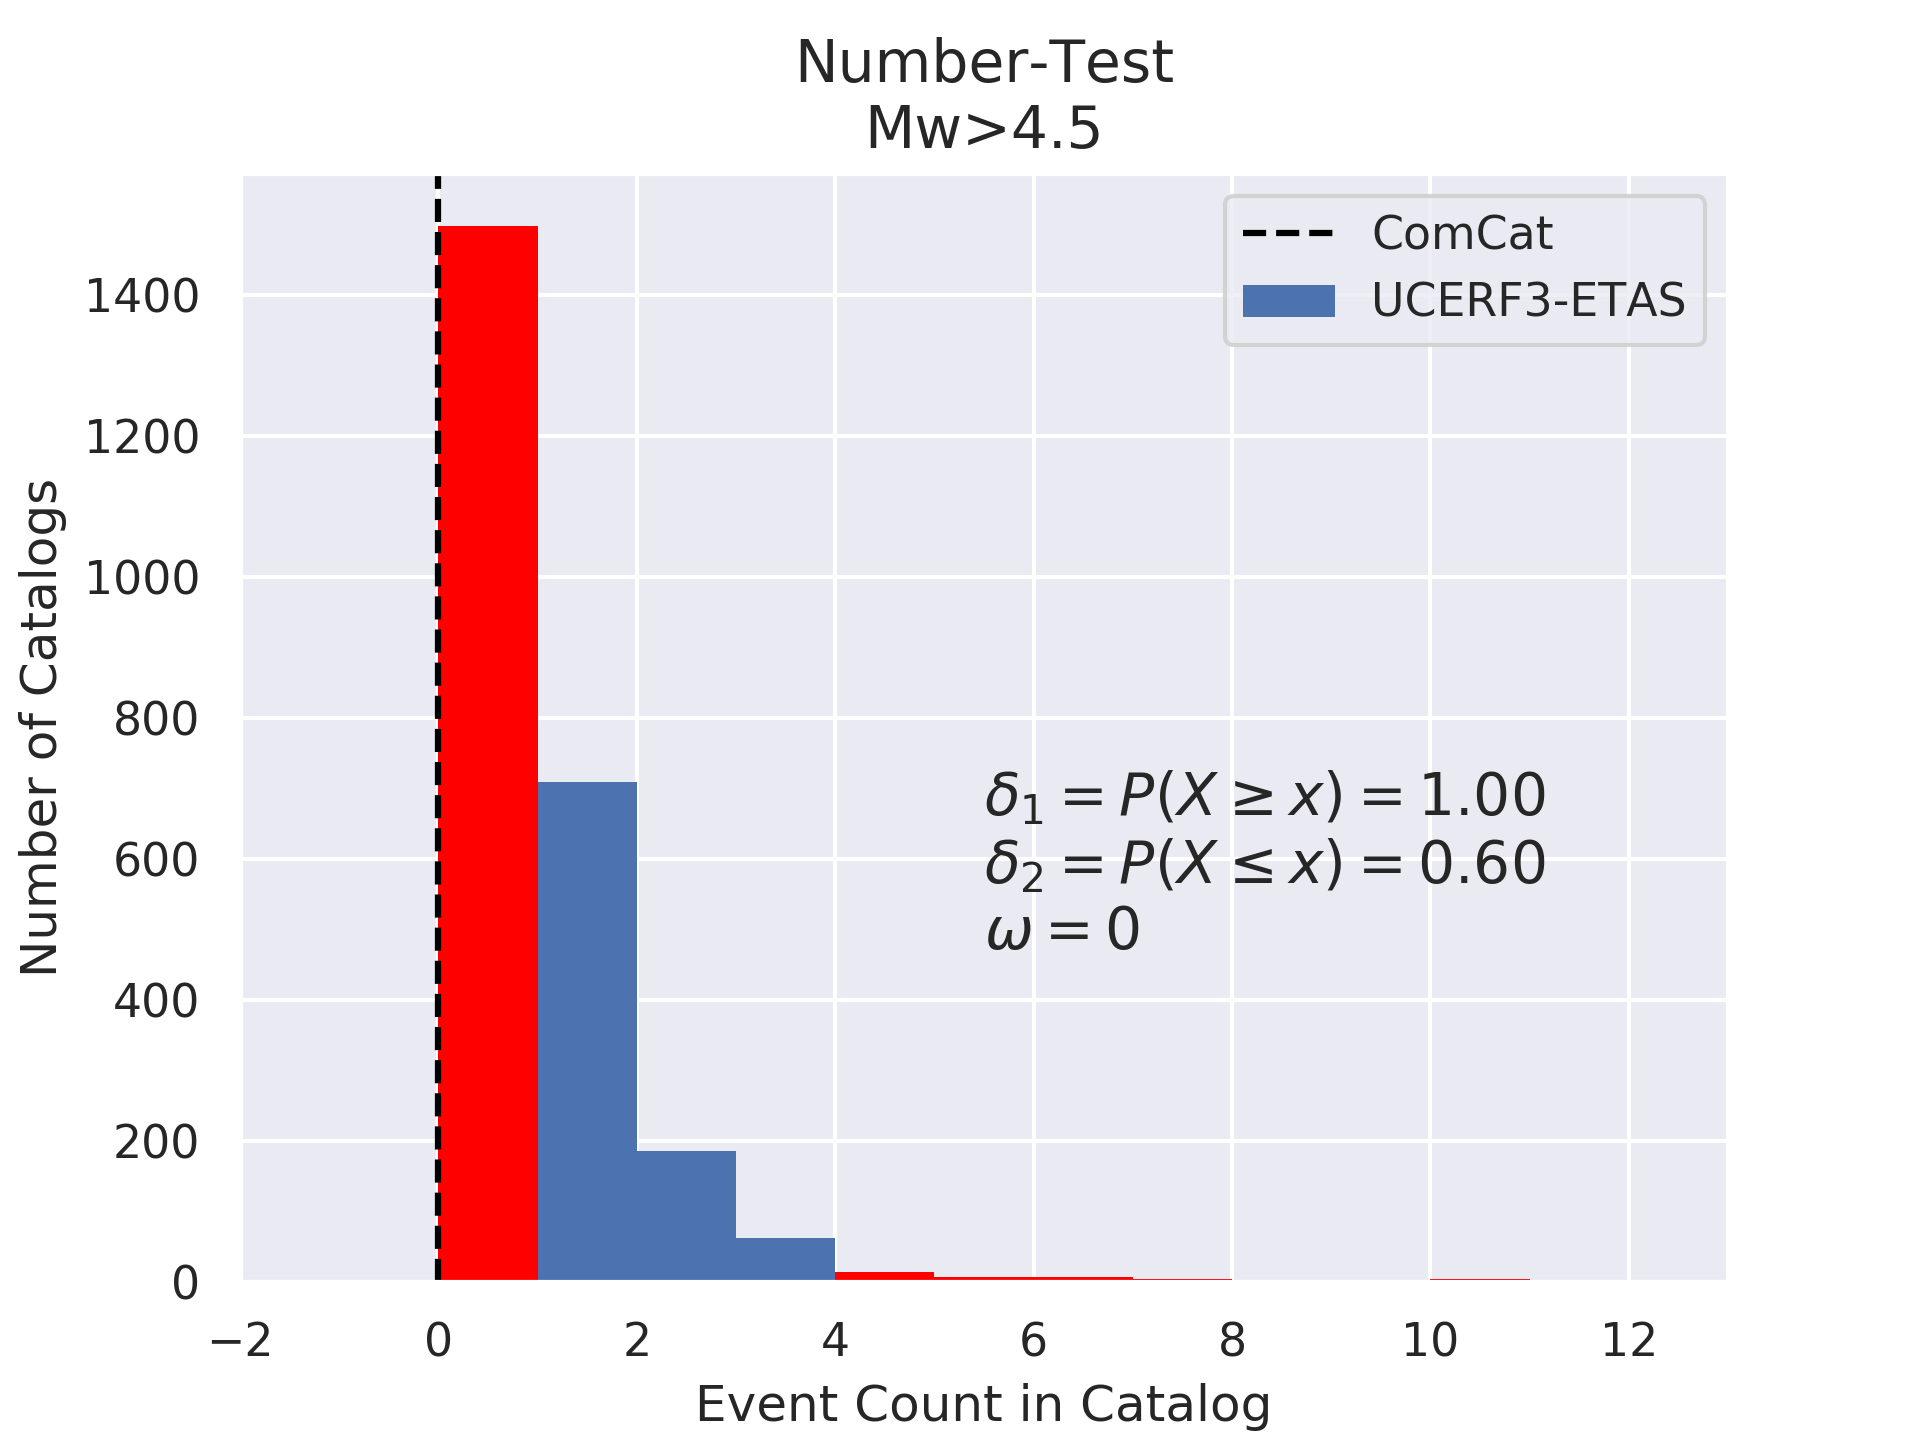 Number-Test
Mw>4.5
ComCat
UCERF3-ETAS
1400
1200
1000
800
600
400
200
0
Number of Catalogs
δ₁ = P(X ≥ x) = 1.00
δ₂ = P(X ≤ x) = 0.60
ω = 0
−2 0 2 4 6 8 10 12
Event Count in Catalog